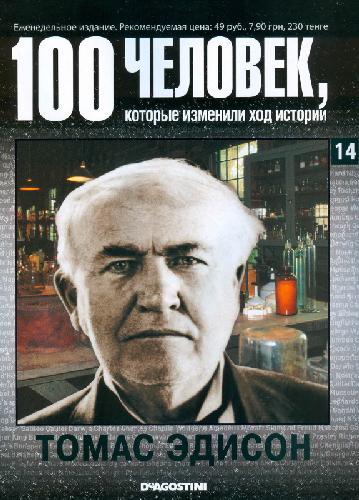 Еженедельное издание. Рекомендуемая цена: 49 руб., 7,90 грн, 230 тенге
100 ЧЕЛОВЕК,
которые изменили ход истории
14
ТОМАС ЭДИСОН
DeAGOSTINI